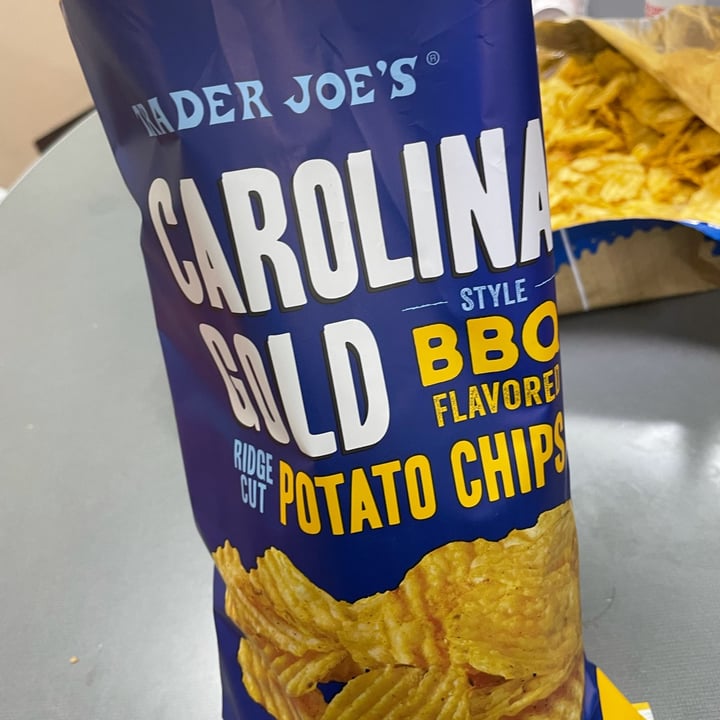 TRADER JOE'S®
CAROLINA
GOLD
STYLE
BBQ
FLAVORED
RIDGE
CUT
POTATO CHIPS